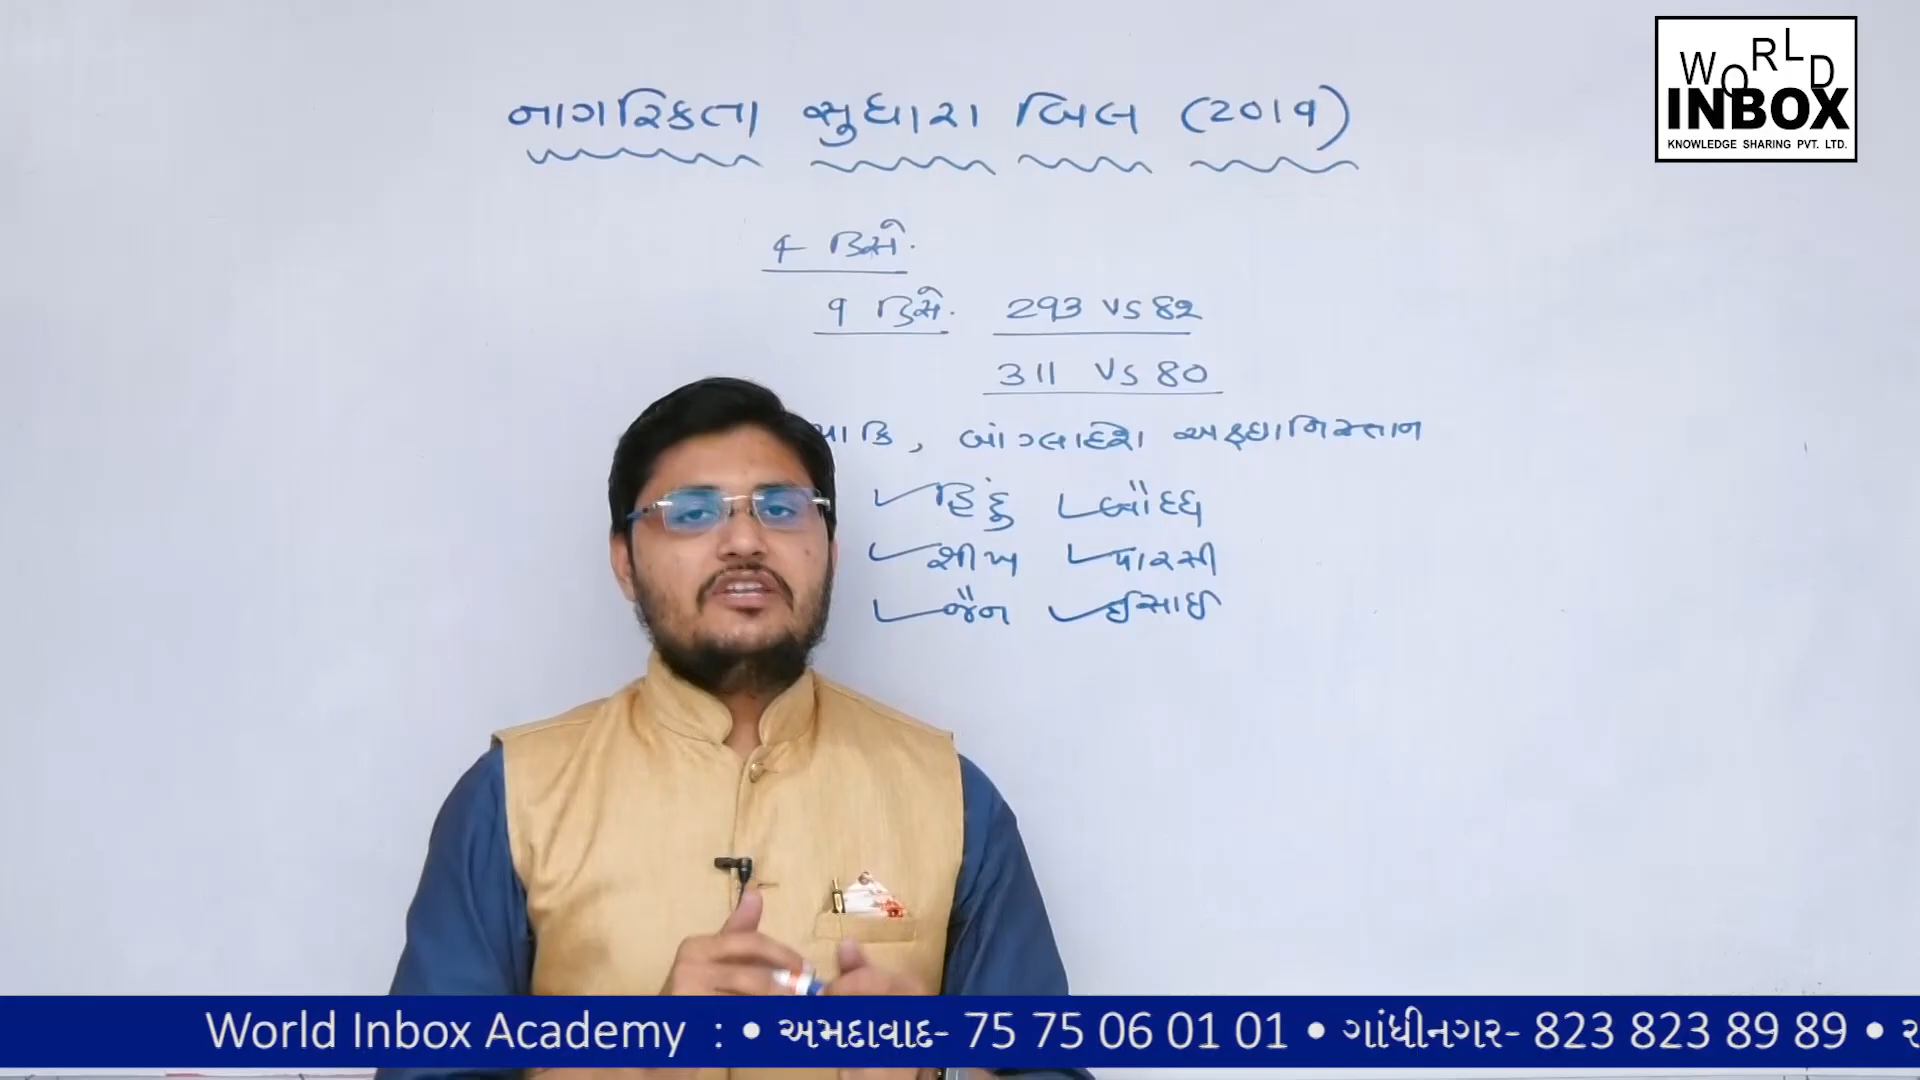 WORLD
INBOX
KNOWLEDGE SHARING PVT. LTD.
નાગરિકતા સુધારા બિલ (2019)
4 ડિસે.
9 ડિસે. 293 VS 82
311 VS 80
પાકિ, બાંગ્લાદેશ અફઘાનિસ્તાન
હિંદુ બૌદધ
શીખ પારસી
જૈન ઈસાઈ
World Inbox Academy : • અમદાવાદ- 75 75 06 01 01 • ગાંધીનગર- 823 823 89 89 •